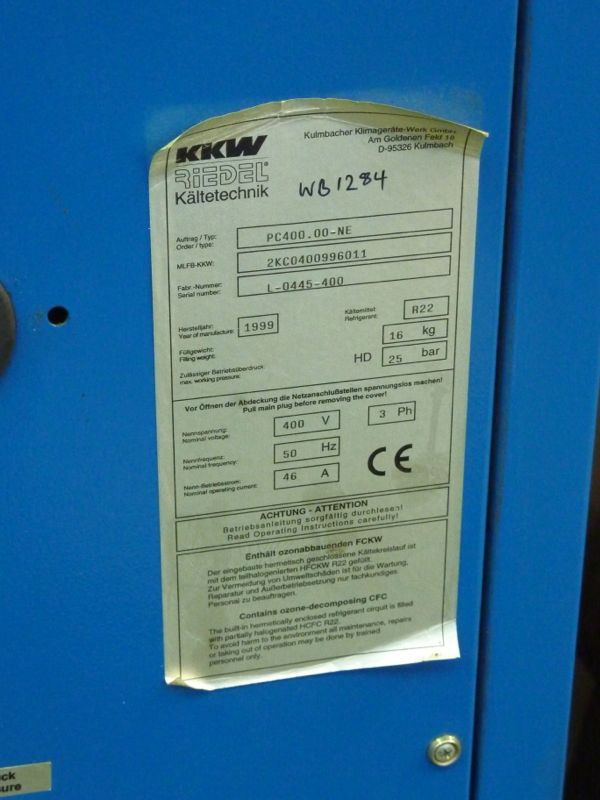 KKW
RIEDEL
Kältetechnik
Kulmbacher Klimageräte-Werk GmbH
Am Goldenen Feld 18
D-95326 Kulmbach
WB1284
Auftrag / Typ:
Order / type:
PC400.00-NE
MLFB-KKW:
2KC0400996011
Fabr.-Nummer:
Serial number:
L-0445-400
Herstelljahr:
Year of manufacture:
1999
Kältemittel:
Refrigerant:
R22
Füllgewicht:
Filling weight:
16 kg
Zulässiger Betriebsüberdruck:
max. working pressure:
HD 25 bar
Vor Öffnen der Abdeckung die Netzanschlußstellen spannungslos machen!
Pull main plug before removing the cover!
Nennspannung:
Nominal voltage:
400 V
3 Ph
Nennfrequenz:
Nominal frequency:
50 Hz
Nenn-Betriebsstrom:
Nominal operating current:
46 A
CE
ACHTUNG - ATTENTION
Betriebsanleitung sorgfältig durchlesen!
Read Operating Instructions carefully!
Enthält ozonabbauenden FCKW
Der eingebaute hermetisch geschlossene Kältekreislauf ist
mit dem teilhalogenierten HFCKW R22 gefüllt.
Zur Vermeidung von Umweltschäden ist für die Wartung,
Reparatur und Außerbetriebsetzung nur fachkundiges
Personal zu beauftragen.
Contains ozone-decomposing CFC
The built-in hermetically enclosed refrigerant cirquit is filled
with partially halogenated HCFC R22.
To avoid harm to the environment all maintenance, repairs
or taking out of operation may be done by trained
personnel only.
ck
sure